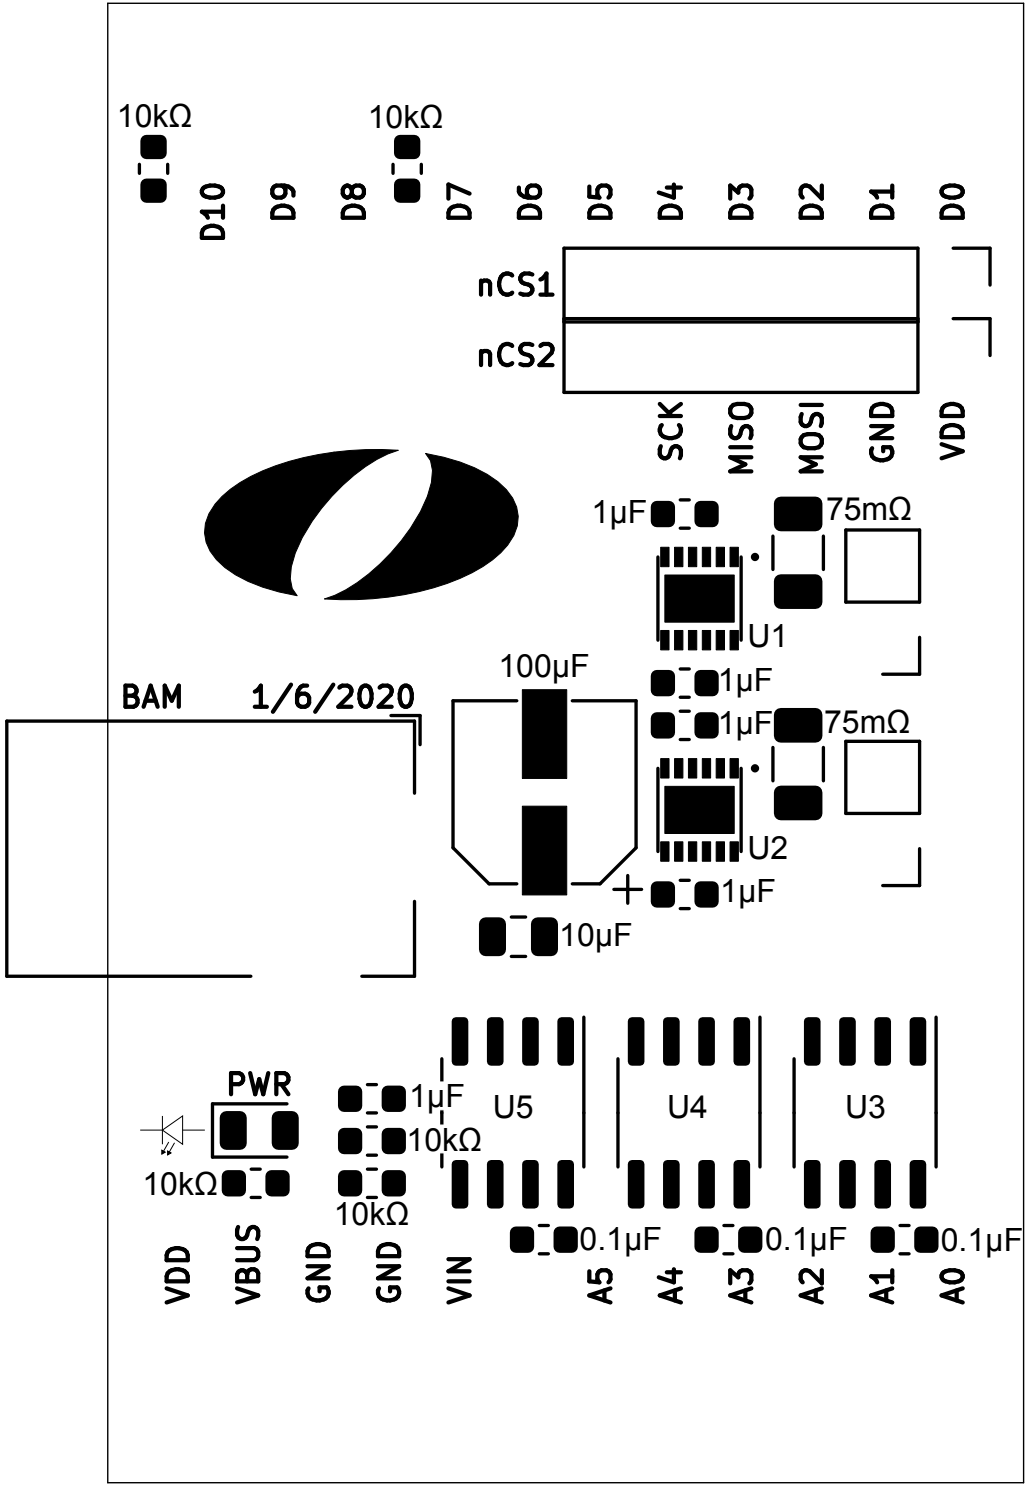 10kΩ 10kΩ
D10 D9 D8 D7 D6 D5 D4 D3 D2 D1 D0
nCS1
nCS2
SCK MISO MOSI GND VDD
1µF 75mΩ
U1
100µF 1µF
BAM 1/6/2020
1µF 75mΩ
U2
+ 1µF
10µF
PWR
1µF U5 U4 U3
10kΩ
10kΩ
10kΩ
0.1µF 0.1µF 0.1µF
VDD VBUS GND GND VIN A5 A4 A3 A2 A1 A0